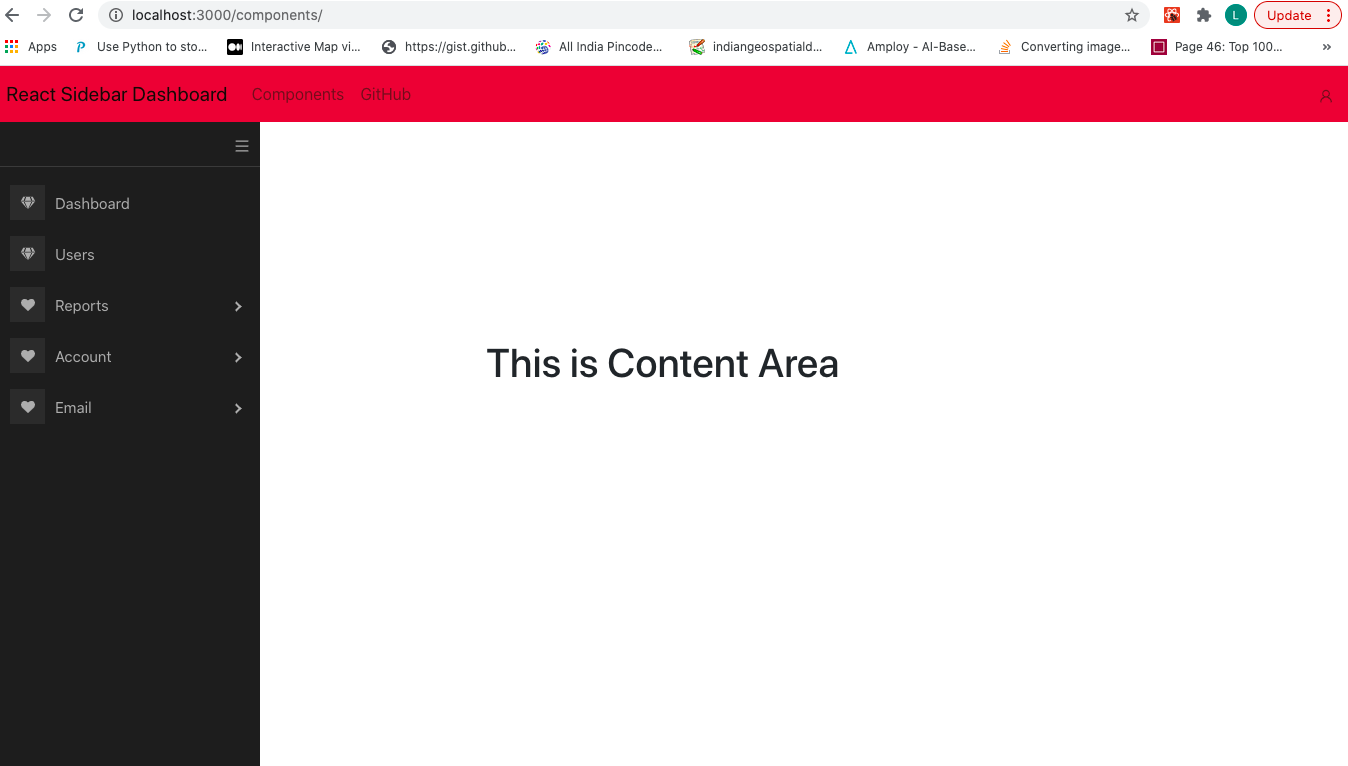 localhost:3000/components/
L
Update
Apps
Use Python to sto...
Interactive Map vi...
https://gist.github...
All India Pincode...
indiangeospatiald...
Amploy - AI-Base...
Converting image...
Page 46: Top 100...
»
React Sidebar Dashboard Components GitHub
Dashboard
Users
Reports
Account
Email
This is Content Area